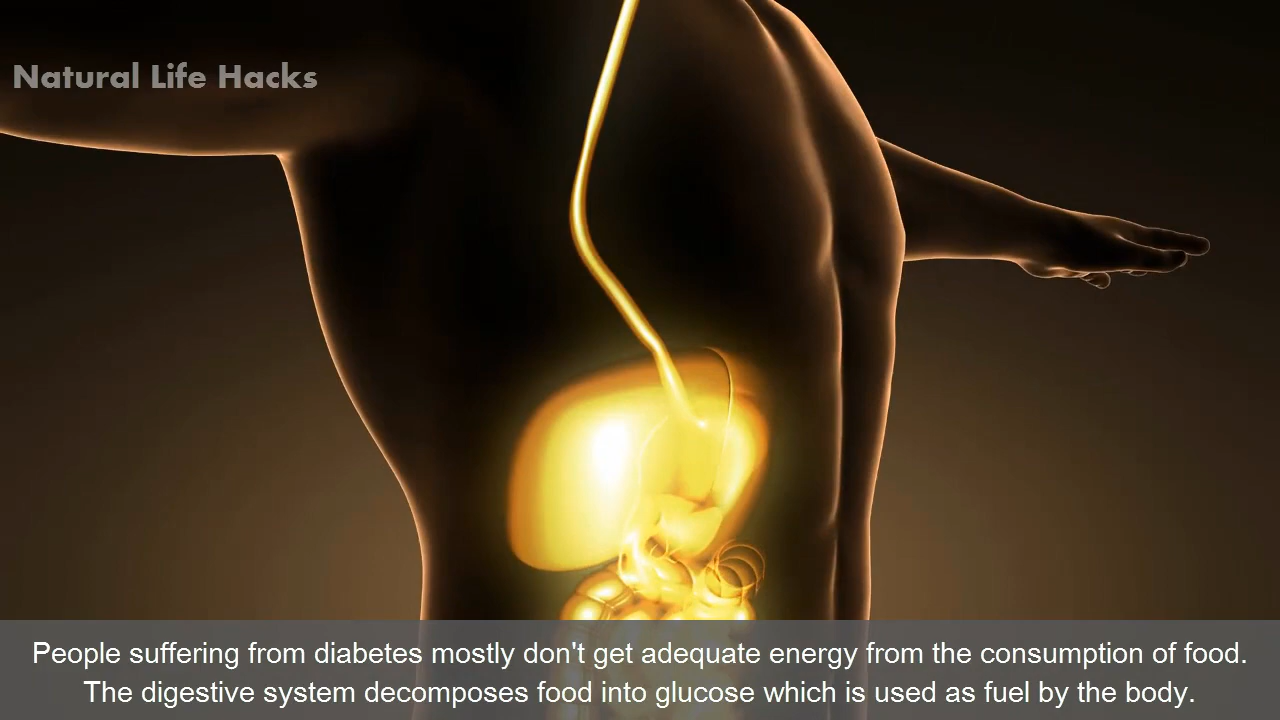 Natural Life Hacks
People suffering from diabetes mostly don't get adequate energy from the consumption of food.
The digestive system decomposes food into glucose which is used as fuel by the body.